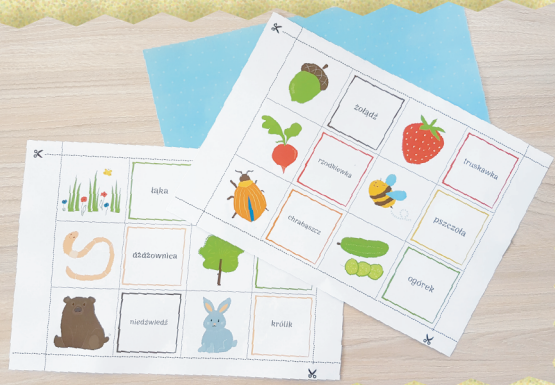 łąka
dżdżownica
niedźwiedź
królik
żołądź
truskawka
rzodkiewka
pszczoła
chrabąszcz
ogórek